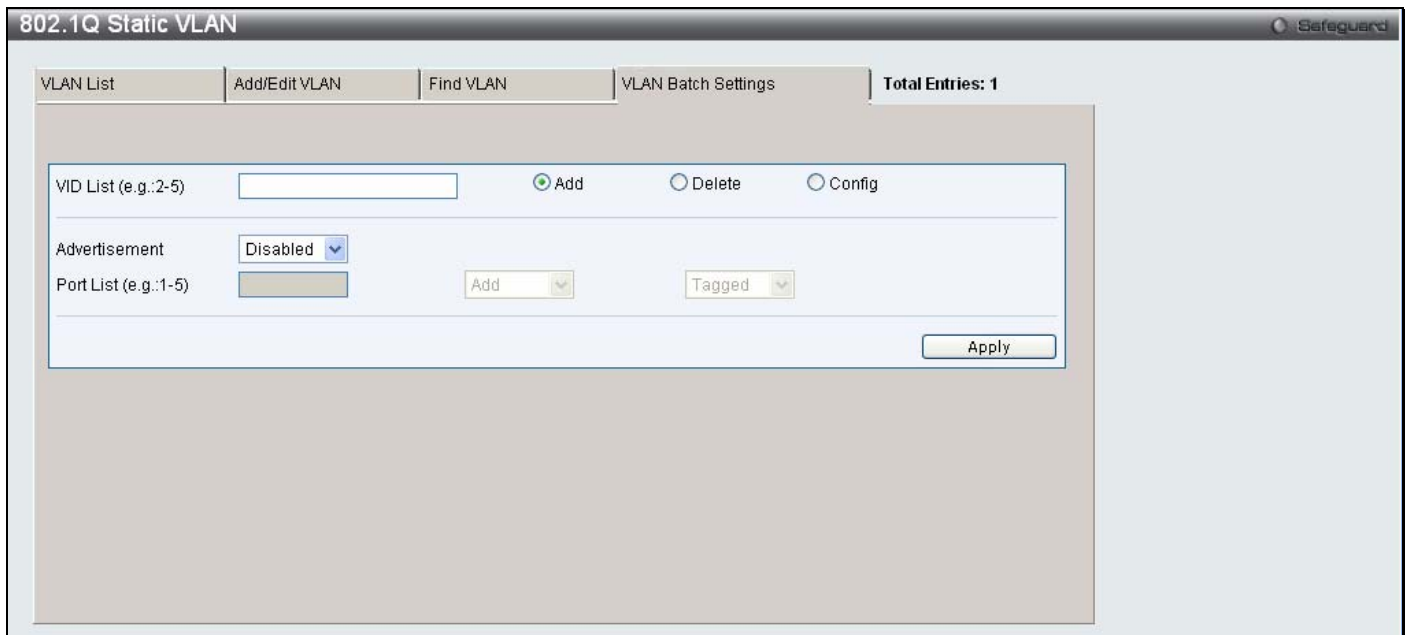 802.1Q Static VLAN
Safeguard
VLAN List
Add/Edit VLAN
Find VLAN
VLAN Batch Settings
Total Entries: 1
VID List (e.g.:2-5)
Add
Delete
Config
Advertisement
Disabled
Port List (e.g.:1-5)
Add
Tagged
Apply